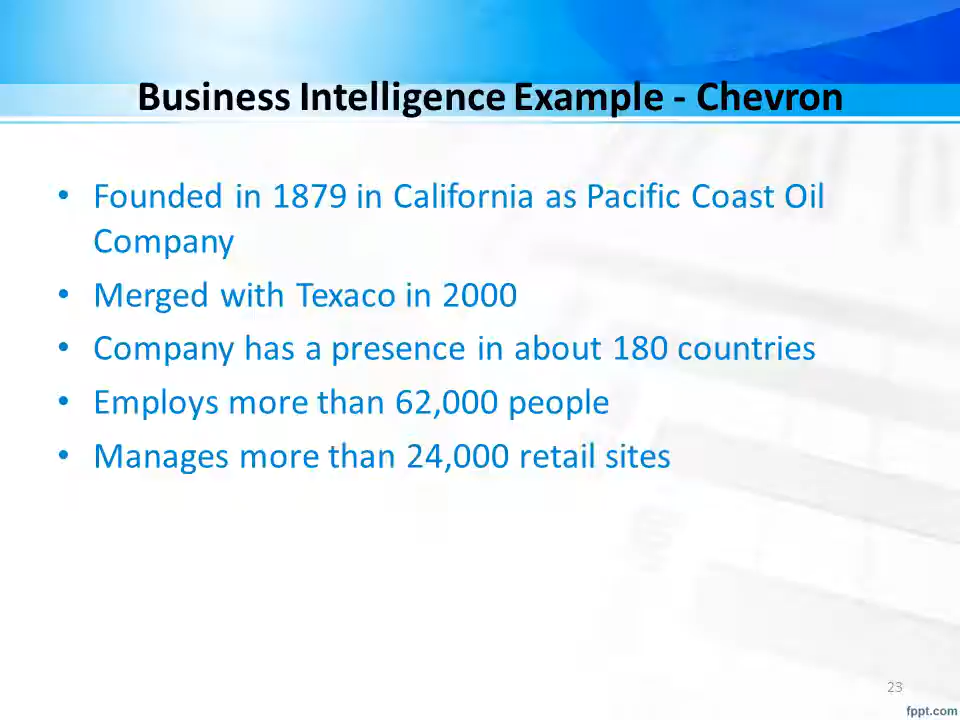 Business Intelligence Example - Chevron
• Founded in 1879 in California as Pacific Coast Oil
Company
• Merged with Texaco in 2000
• Company has a presence in about 180 countries
• Employs more than 62,000 people
• Manages more than 24,000 retail sites
23
fppt.com